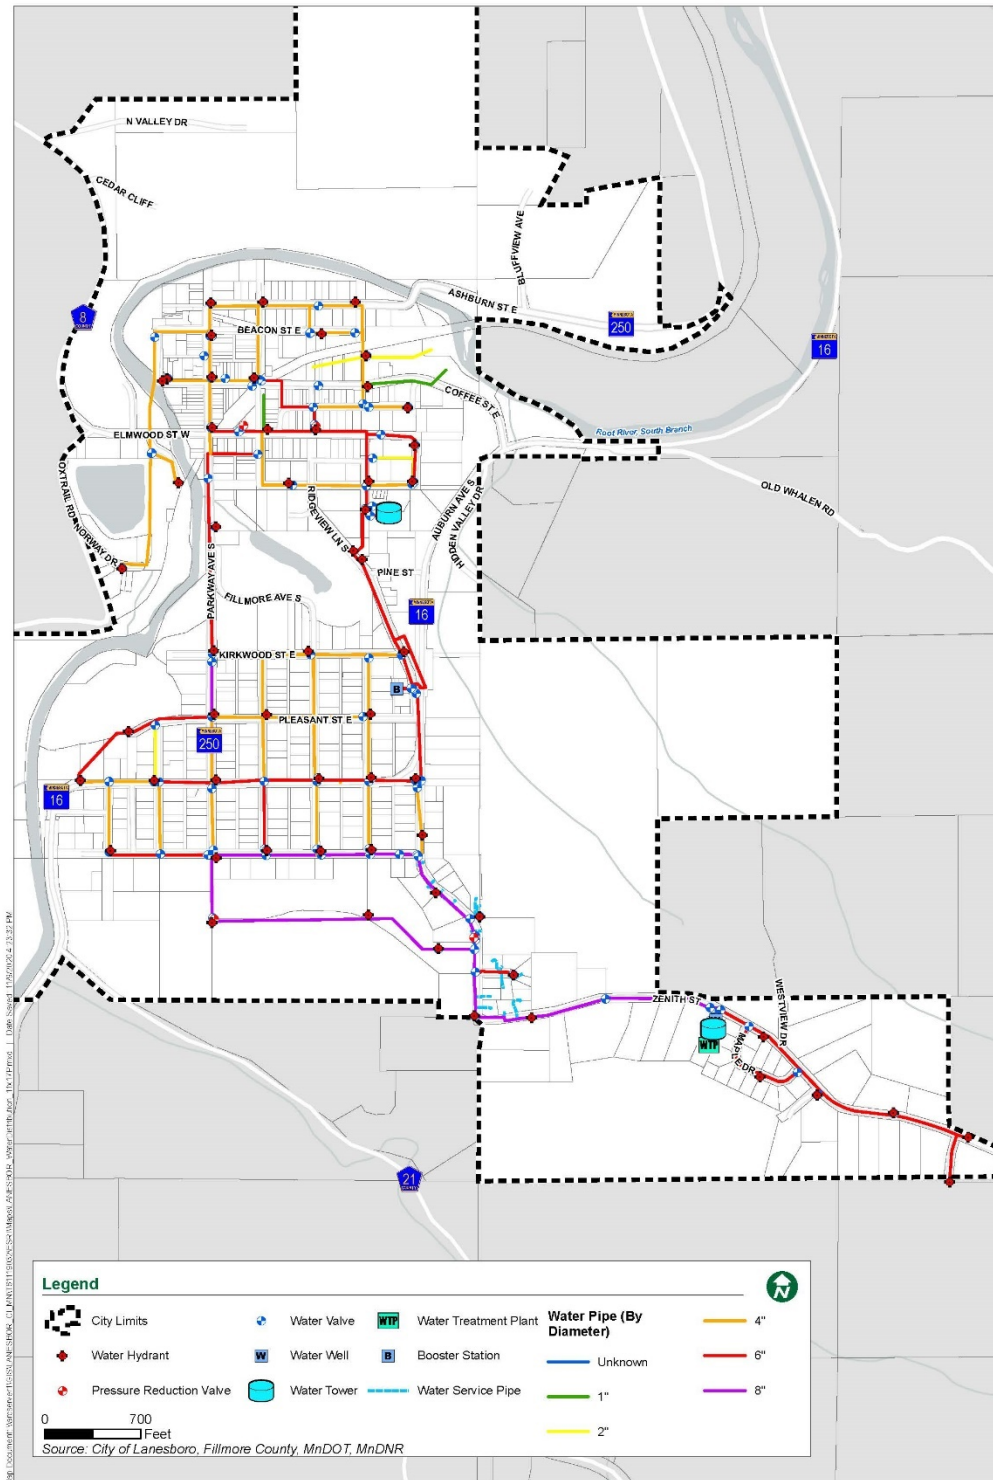 N VALLEY DR
CEDAR CLIFF
BLUFFVIEW AVE
ASHBURN ST E
8
250
16
BEACON ST E
COFFEE ST E
Root River, South Branch
ELMWOOD ST W
OLD WHALEN RD
OXTRAIL RD
NORWAY DR
RIDGEVIEW LN S
AUBURN AVE S
HIDDEN VALLEY DR
PARKWAY AVE S
PINE ST
FILLMORE AVE S
16
KIRKWOOD ST E
B
PLEASANT ST E
250
16
ZENITH ST
WESTVIEW DR
WTP
MAPLE DR
21
Legend
N
City Limits
Water Valve
WTP
Water Treatment Plant
Water Pipe (By
Diameter)
4"
Water Hydrant
W
Water Well
B
Booster Station
Unknown
6"
Pressure Reduction Valve
Water Tower
Water Service Pipe
1"
8"
2"
0 700
Feet
Source: City of Lanesboro, Fillmore County, MnDOT, MnDNR